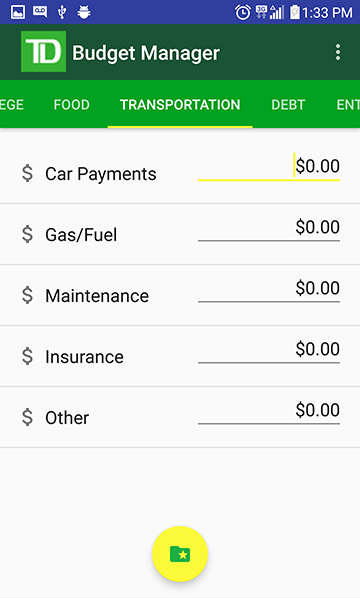 3G 1:33 PM
TD Budget Manager
EGE FOOD TRANSPORTATION DEBT ENT
$ Car Payments $0.00
$ Gas/Fuel $0.00
$ Maintenance $0.00
$ Insurance $0.00
$ Other $0.00